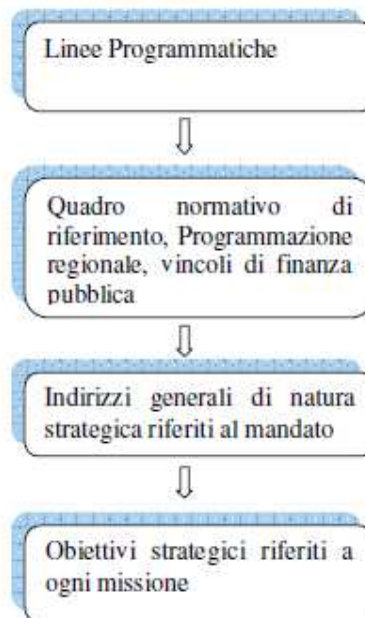 Linee Programmatiche
Quadro normativo di
riferimento, Programmazione
regionale, vincoli di finanza
pubblica
Indirizzi generali di natura
strategica riferiti al mandato
Obiettivi strategici riferiti a
ogni missione